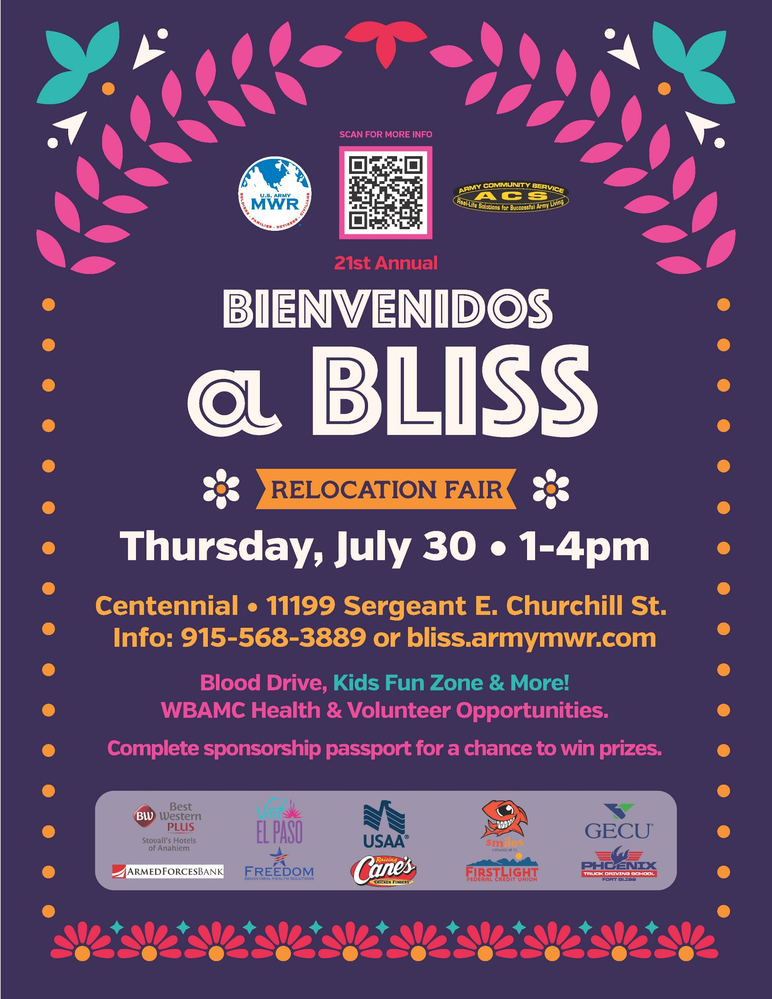 SCAN FOR MORE INFO
U.S. ARMY
MWR
SOLDIERS · FAMILIES · RETIREES · CIVILIANS
ARMY COMMUNITY SERVICE
ACS
Real-Life Solutions for Successful Army Living
21st Annual
BIENVENIDOS
a BLISS
RELOCATION FAIR
Thursday, July 30 • 1-4pm
Centennial • 11199 Sergeant E. Churchill St.
Info: 915-568-3889 or bliss.armymwr.com
Blood Drive, Kids Fun Zone & More!
WBAMC Health & Volunteer Opportunities.
Complete sponsorship passport for a chance to win prizes.
BW Best
Western
PLUS
Stovall's Hotels
of Anahiem
Visit
EL PASO
USAA®
smiles
ORTHODONTICS
GECU®
ARMEDFORCESBANK
FREEDOM
BEHAVIORAL HEALTH SOLUTIONS
Raising
Cane's
CHICKEN FINGERS
FIRSTLIGHT
FEDERAL CREDIT UNION
PHOENIX
TRUCK DRIVING SCHOOL
FORT BLISS